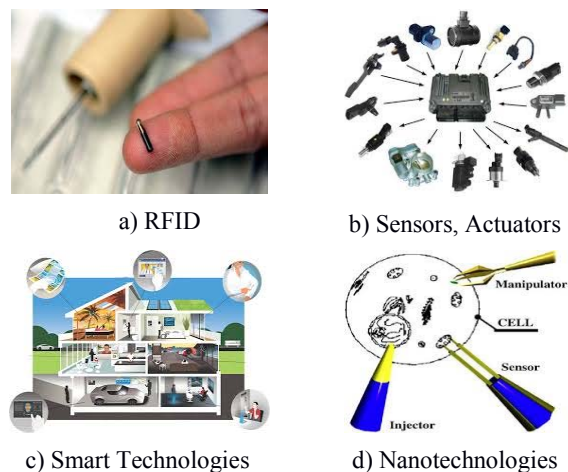 a) RFID
b) Sensors, Actuators
Manipulator
CELL
Sensor
Injector
c) Smart Technologies
d) Nanotechnologies